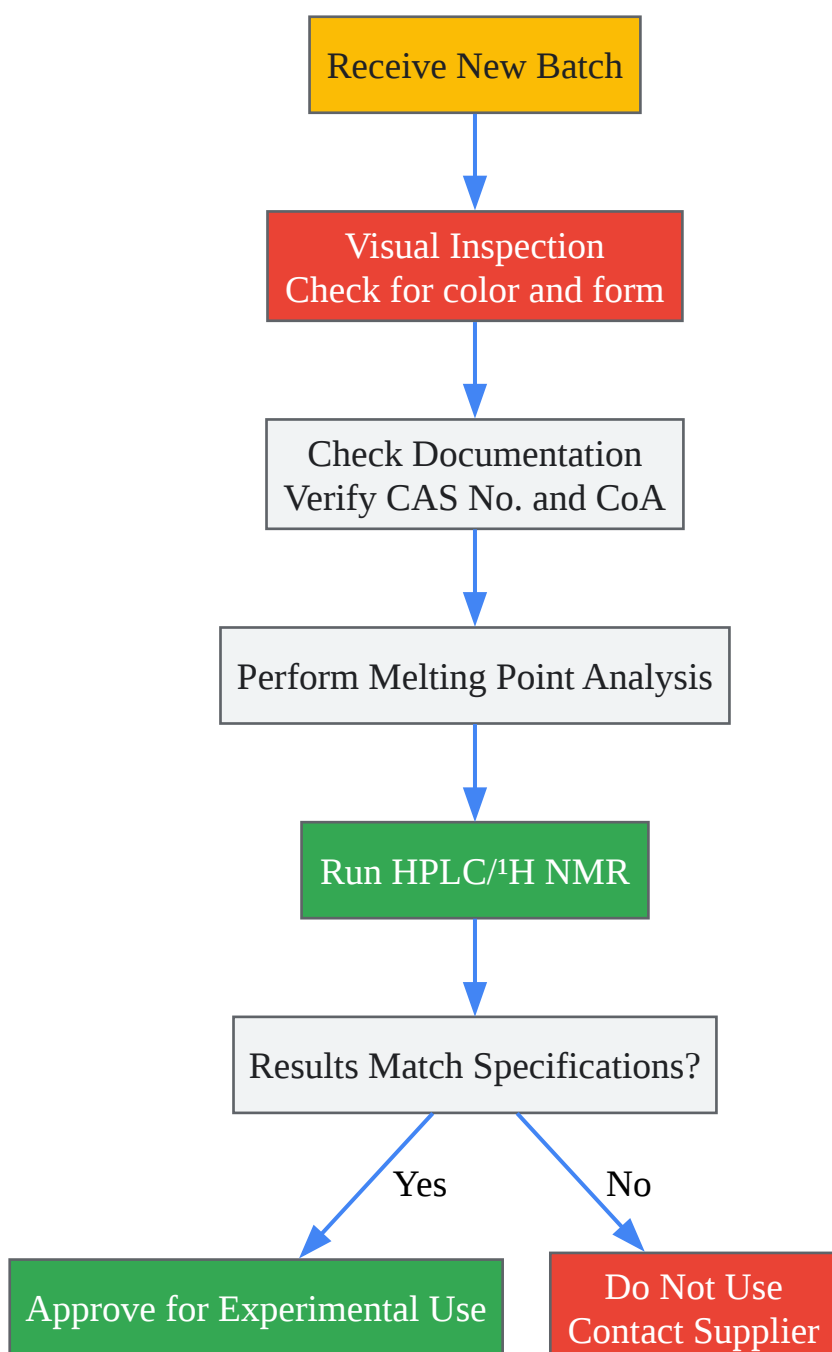 Receive New Batch
Visual Inspection
Check for color and form
Check Documentation
Verify CAS No. and CoA
Perform Melting Point Analysis
Run HPLC/¹H NMR
Results Match Specifications?
Yes
No
Approve for Experimental Use
Do Not Use
Contact Supplier